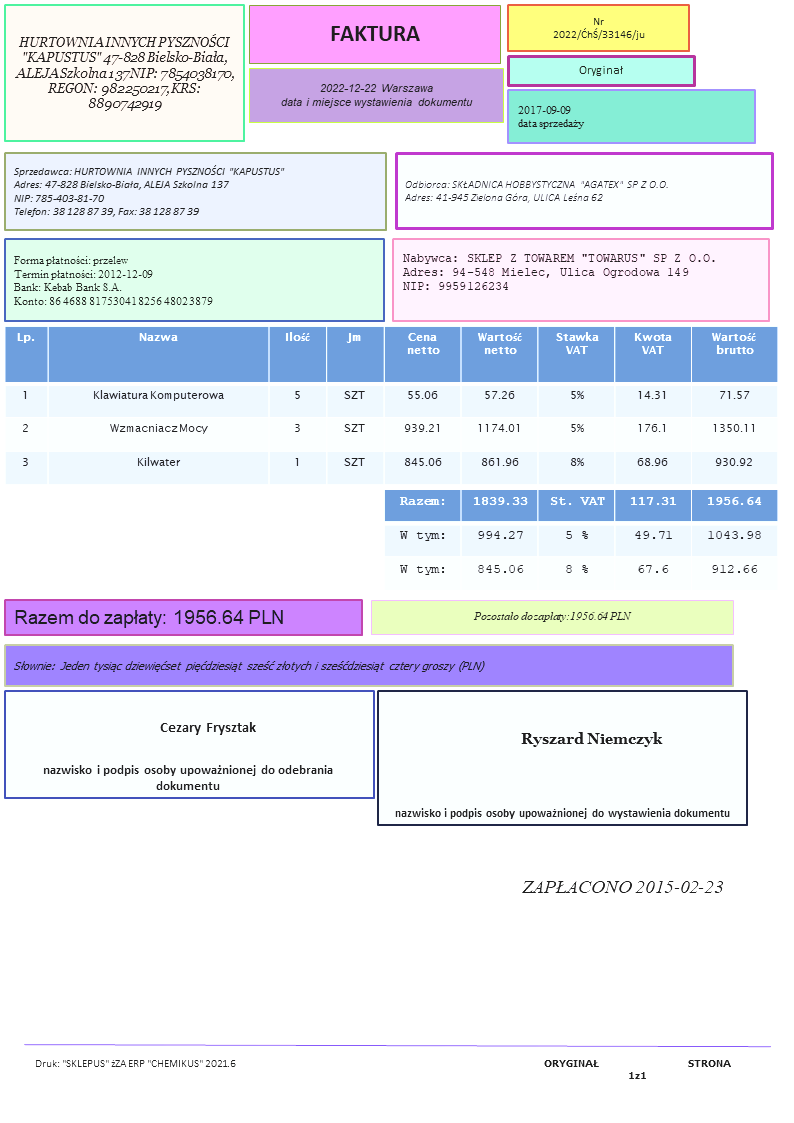 HURTOWNIA INNYCH PYSZNOŚCI
"KAPUSTUS" 47-828 Bielsko-Biała,
ALEJA Szkolna 137NIP: 7854038170,
REGON: 982250217,KRS:
8890742919
FAKTURA
2022-12-22 Warszawa
data i miejsce wystawienia dokumentu
Nr
2022/ĆhŚ/33146/ju
Oryginał
2017-09-09
data sprzedaży
Sprzedawca: HURTOWNIA INNYCH PYSZNOŚCI "KAPUSTUS"
Adres: 47-828 Bielsko-Biała, ALEJA Szkolna 137
NIP: 785-403-81-70
Telefon: 38 128 87 39, Fax: 38 128 87 39
Odbiorca: SKŁADNICA HOBBYSTYCZNA "AGATEX" SP Z O.O.
Adres: 41-945 Zielona Góra, ULICA Leśna 62
Forma płatności: przelew
Termin płatności: 2012-12-09
Bank: Kebab Bank S.A.
Konto: 86 4688 8175 3041 8256 4802 3879
Nabywca: SKLEP Z TOWAREM "TOWARUS" SP Z O.O.
Adres: 94-548 Mielec, Ulica Ogrodowa 149
NIP: 9959126234
Lp. Nazwa Ilość Jm Cena netto Wartość netto Stawka VAT Kwota VAT Wartość brutto
1 Klawiatura Komputerowa 5 SZT 55.06 57.26 5% 14.31 71.57
2 Wzmacniacz Mocy 3 SZT 939.21 1174.01 5% 176.1 1350.11
3 Kilwater 1 SZT 845.06 861.96 8% 68.96 930.92
Razem: 1839.33 St. VAT 117.31 1956.64
W tym: 994.27 5 % 49.71 1043.98
W tym: 845.06 8 % 67.6 912.66
Razem do zapłaty: 1956.64 PLN
Pozostało do zapłaty: 1956.64 PLN
Słownie: Jeden tysiąc dziewięćset pięćdziesiąt sześć złotych i sześćdziesiąt cztery groszy (PLN)
Cezary Frysztak
nazwisko i podpis osoby upoważnionej do odebrania
dokumentu
Ryszard Niemczyk
nazwisko i podpis osoby upoważnionej do wystawienia dokumentu
ZAPŁACONO 2015-02-23
Druk: "SKLEPUS" żZA ERP "CHEMIKUS" 2021.6
ORYGINAŁ STRONA
1z1